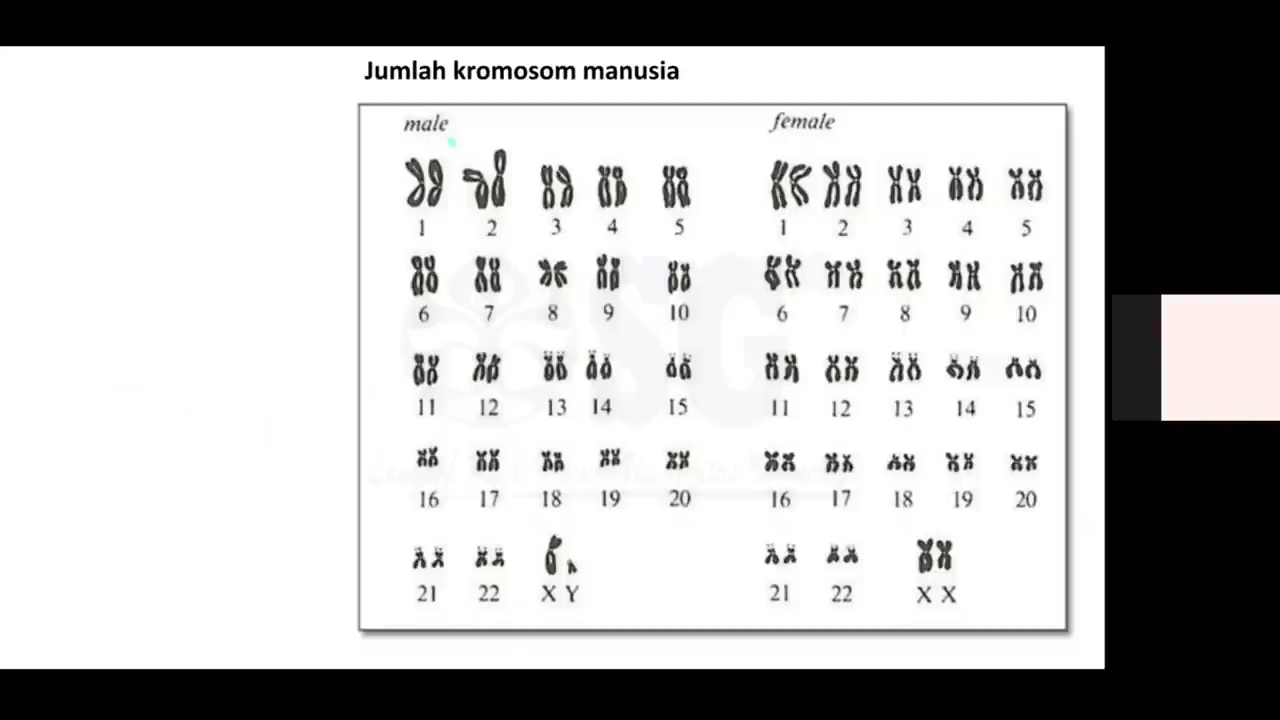 Jumlah kromosom manusia
male
female
1 2 3 4 5
1 2 3 4 5
6 7 8 9 10
6 7 8 9 10
11 12 13 14 15
11 12 13 14 15
16 17 18 19 20
16 17 18 19 20
21 22 X Y
21 22 X X
SG